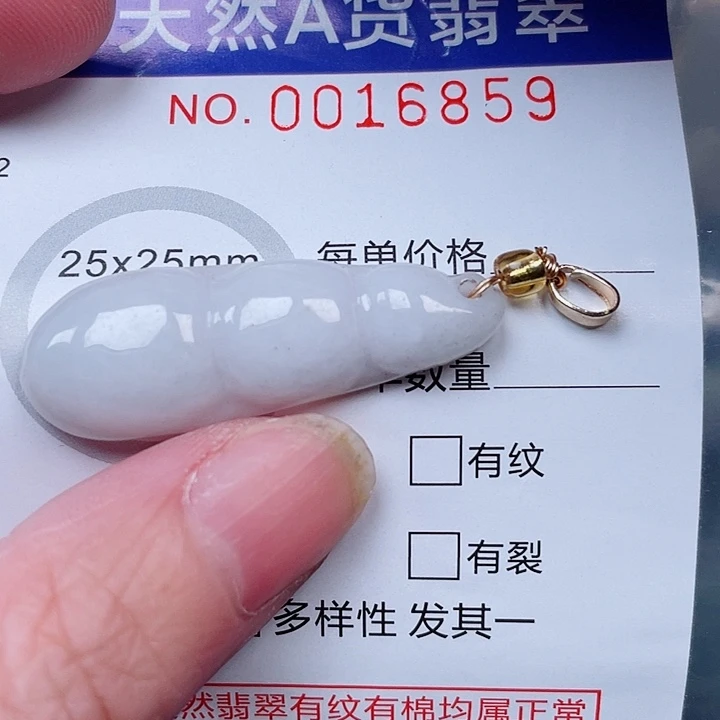 天然A货翡翠
NO. 0016859
2
25x25mm
每单价格
数量
有纹
有裂
多样性 发其一
然翡翠有纹有棉均属正常